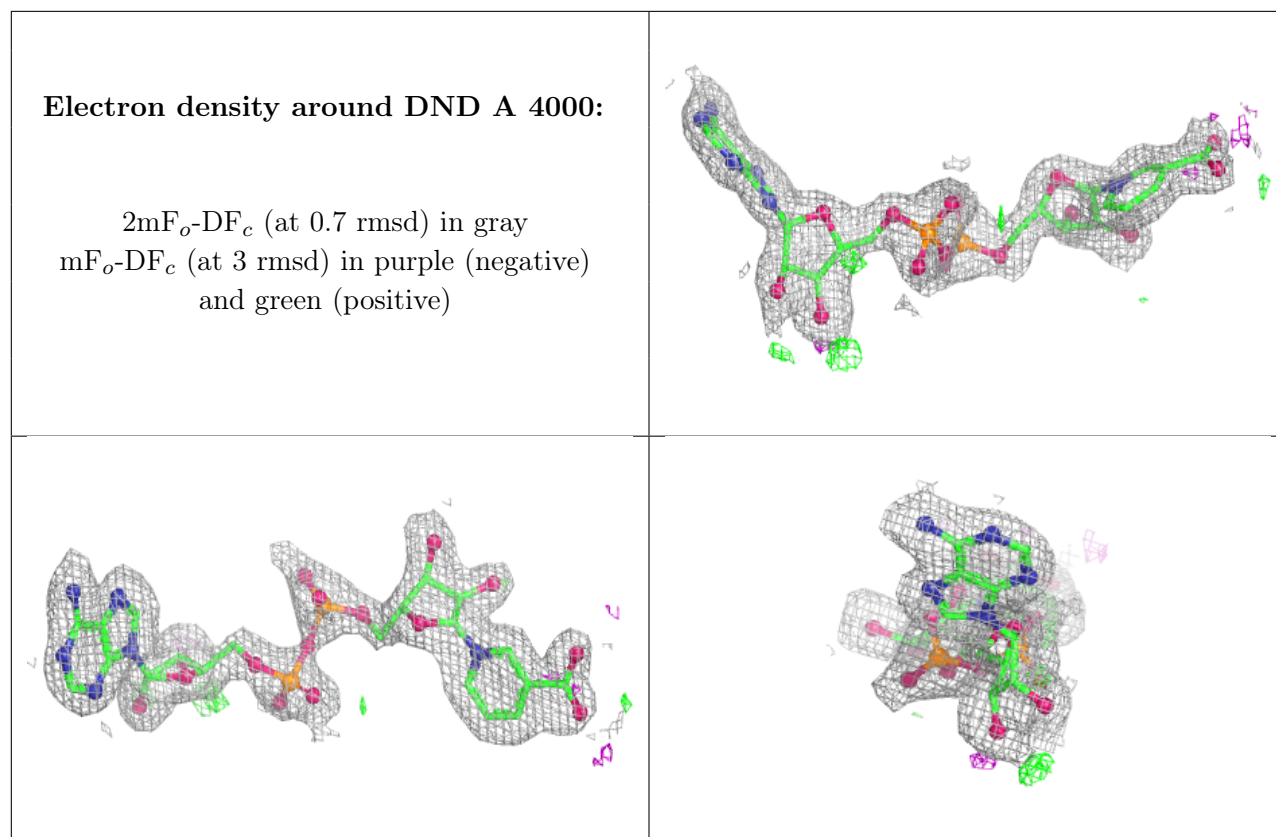 Electron density around DND A 4000:
2mFo-DFc (at 0.7 rmsd) in gray
mFo-DFc (at 3 rmsd) in purple (negative)
and green (positive)